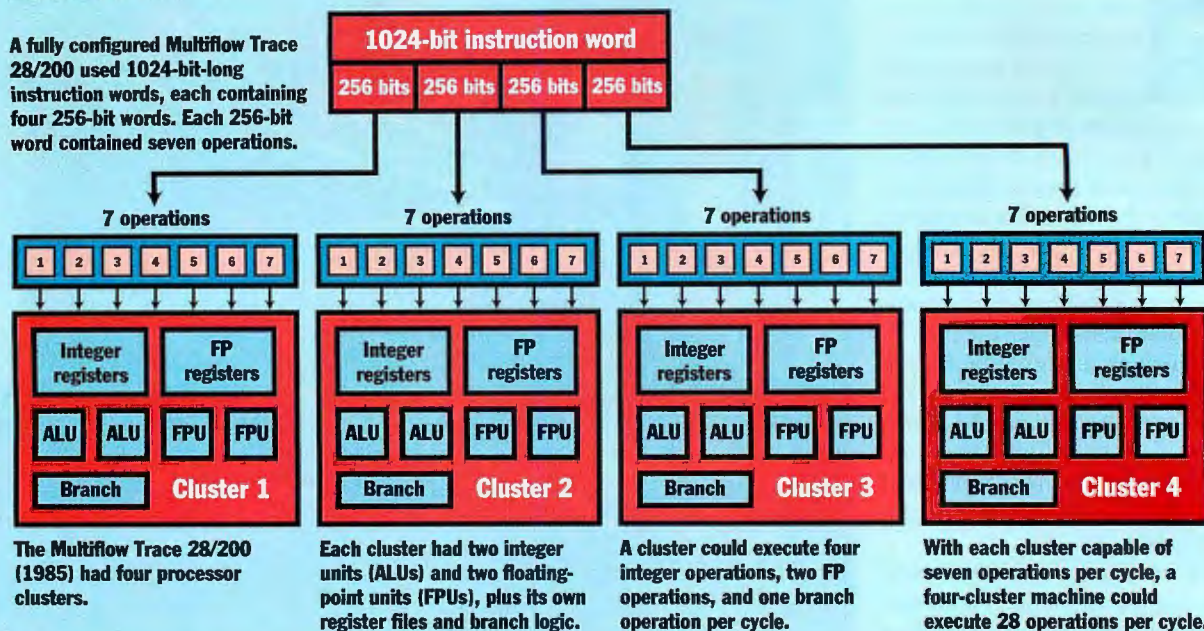 A fully configured Multiflow Trace
28/200 used 1024-bit-long
instruction words, each containing
four 256-bit words. Each 256-bit
word contained seven operations.
1024-bit instruction word
256 bits 256 bits 256 bits 256 bits
7 operations 7 operations 7 operations 7 operations
1 2 3 4 5 6 7 1 2 3 4 5 6 7 1 2 3 4 5 6 7 1 2 3 4 5 6 7
Integer registers FP registers
ALU ALU FPU FPU
Branch Cluster 1
Integer registers FP registers
ALU ALU FPU FPU
Branch Cluster 2
Integer registers FP registers
ALU ALU FPU FPU
Branch Cluster 3
Integer registers FP registers
ALU ALU FPU FPU
Branch Cluster 4
The Multiflow Trace 28/200
(1985) had four processor
clusters.
Each cluster had two integer
units (ALUs) and two floating-
point units (FPUs), plus its own
register files and branch logic.
A cluster could execute four
integer operations, two FP
operations, and one branch
operation per cycle.
With each cluster capable of
seven operations per cycle, a
four-cluster machine could
execute 28 operations per cycle